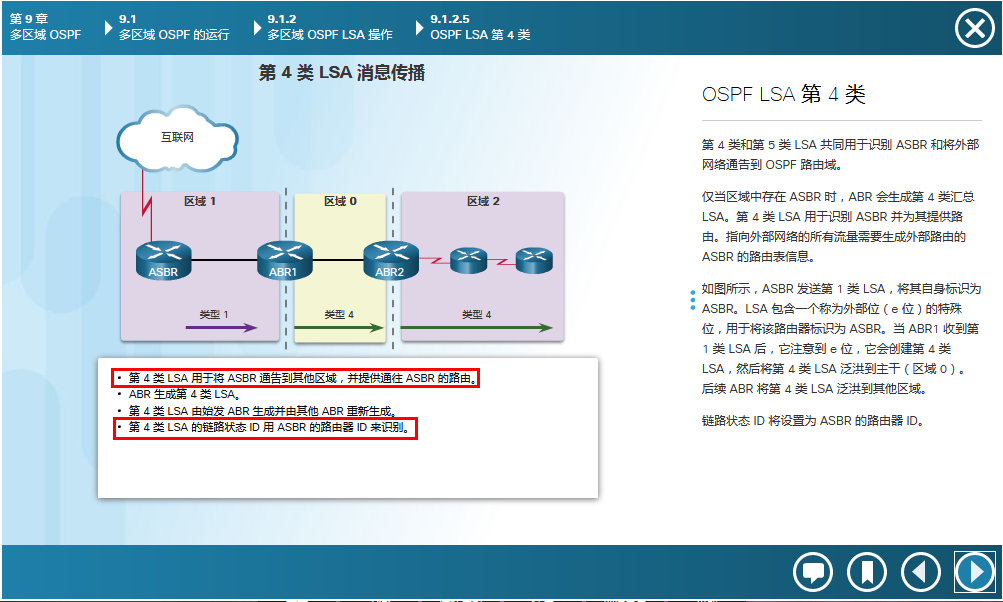 第 9 章
多区域 OSPF
9.1
多区域 OSPF 的运行
9.1.2
多区域 OSPF LSA 操作
9.1.2.5
OSPF LSA 第 4 类
第 4 类 LSA 消息传播
互联网
区域 1
区域 0
区域 2
ASBR
ABR1
ABR2
类型 1
类型 4
类型 4
• 第 4 类 LSA 用于将 ASBR 通告到其他区域，并提供通往 ASBR 的路由。
• ABR 生成第 4 类 LSA。
• 第 4 类 LSA 由始发 ABR 生成并由其他 ABR 重新生成。
• 第 4 类 LSA 的链路状态 ID 用 ASBR 的路由器 ID 来识别。
OSPF LSA 第 4 类
第 4 类和第 5 类 LSA 共同用于识别 ASBR 和将外部
网络通告到 OSPF 路由域。
仅当区域中存在 ASBR 时，ABR 会生成第 4 类汇总
LSA。第 4 类 LSA 用于识别 ASBR 并为其提供路
由。指向外部网络的所有流量需要生成外部路由的
ASBR 的路由表信息。
如图所示，ASBR 发送第 1 类 LSA，将其自身标识为
ASBR。LSA 包含一个称为外部位（e 位）的特殊
位，用于将该路由器标识为 ASBR。当 ABR1 收到第
1 类 LSA 后，它注意到 e 位，它会创建第 4 类
LSA，然后将第 4 类 LSA 泛洪到主干（区域 0）。
后续 ABR 将第 4 类 LSA 泛洪到其他区域。
链路状态 ID 将设置为 ASBR 的路由器 ID。